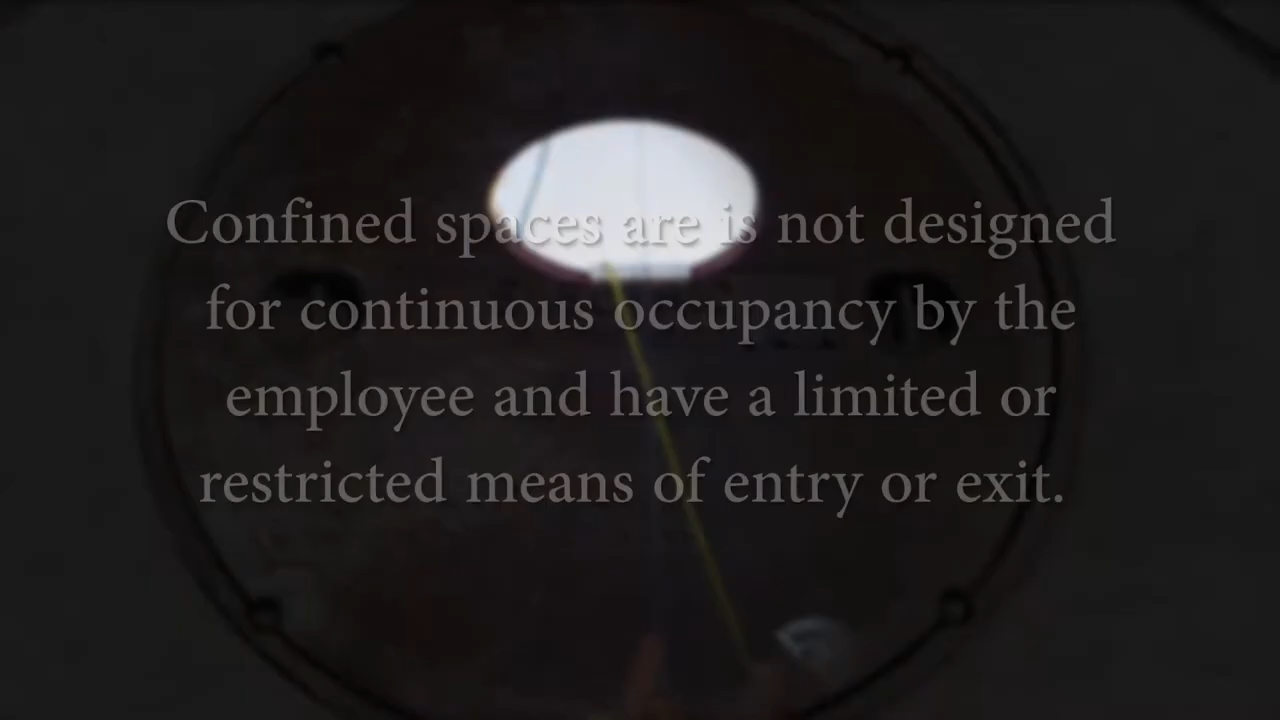 Confined spaces are is not designed
for continuous occupancy by the
employee and have a limited or
restricted means of entry or exit.